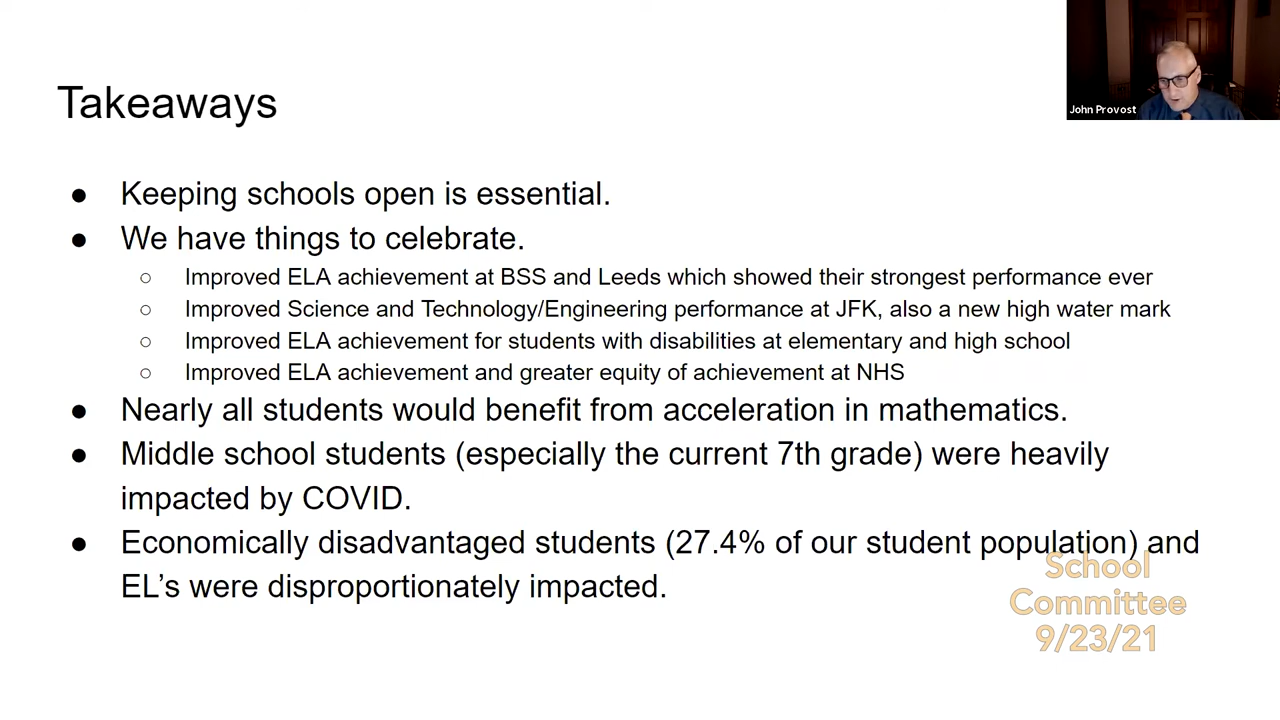 John Provost
Takeaways
● Keeping schools open is essential.
● We have things to celebrate.
○ Improved ELA achievement at BSS and Leeds which showed their strongest performance ever
○ Improved Science and Technology/Engineering performance at JFK, also a new high water mark
○ Improved ELA achievement for students with disabilities at elementary and high school
○ Improved ELA achievement and greater equity of achievement at NHS
● Nearly all students would benefit from acceleration in mathematics.
● Middle school students (especially the current 7th grade) were heavily
impacted by COVID.
● Economically disadvantaged students (27.4% of our student population) and
EL’s were disproportionately impacted.
School
Committee
9/23/21